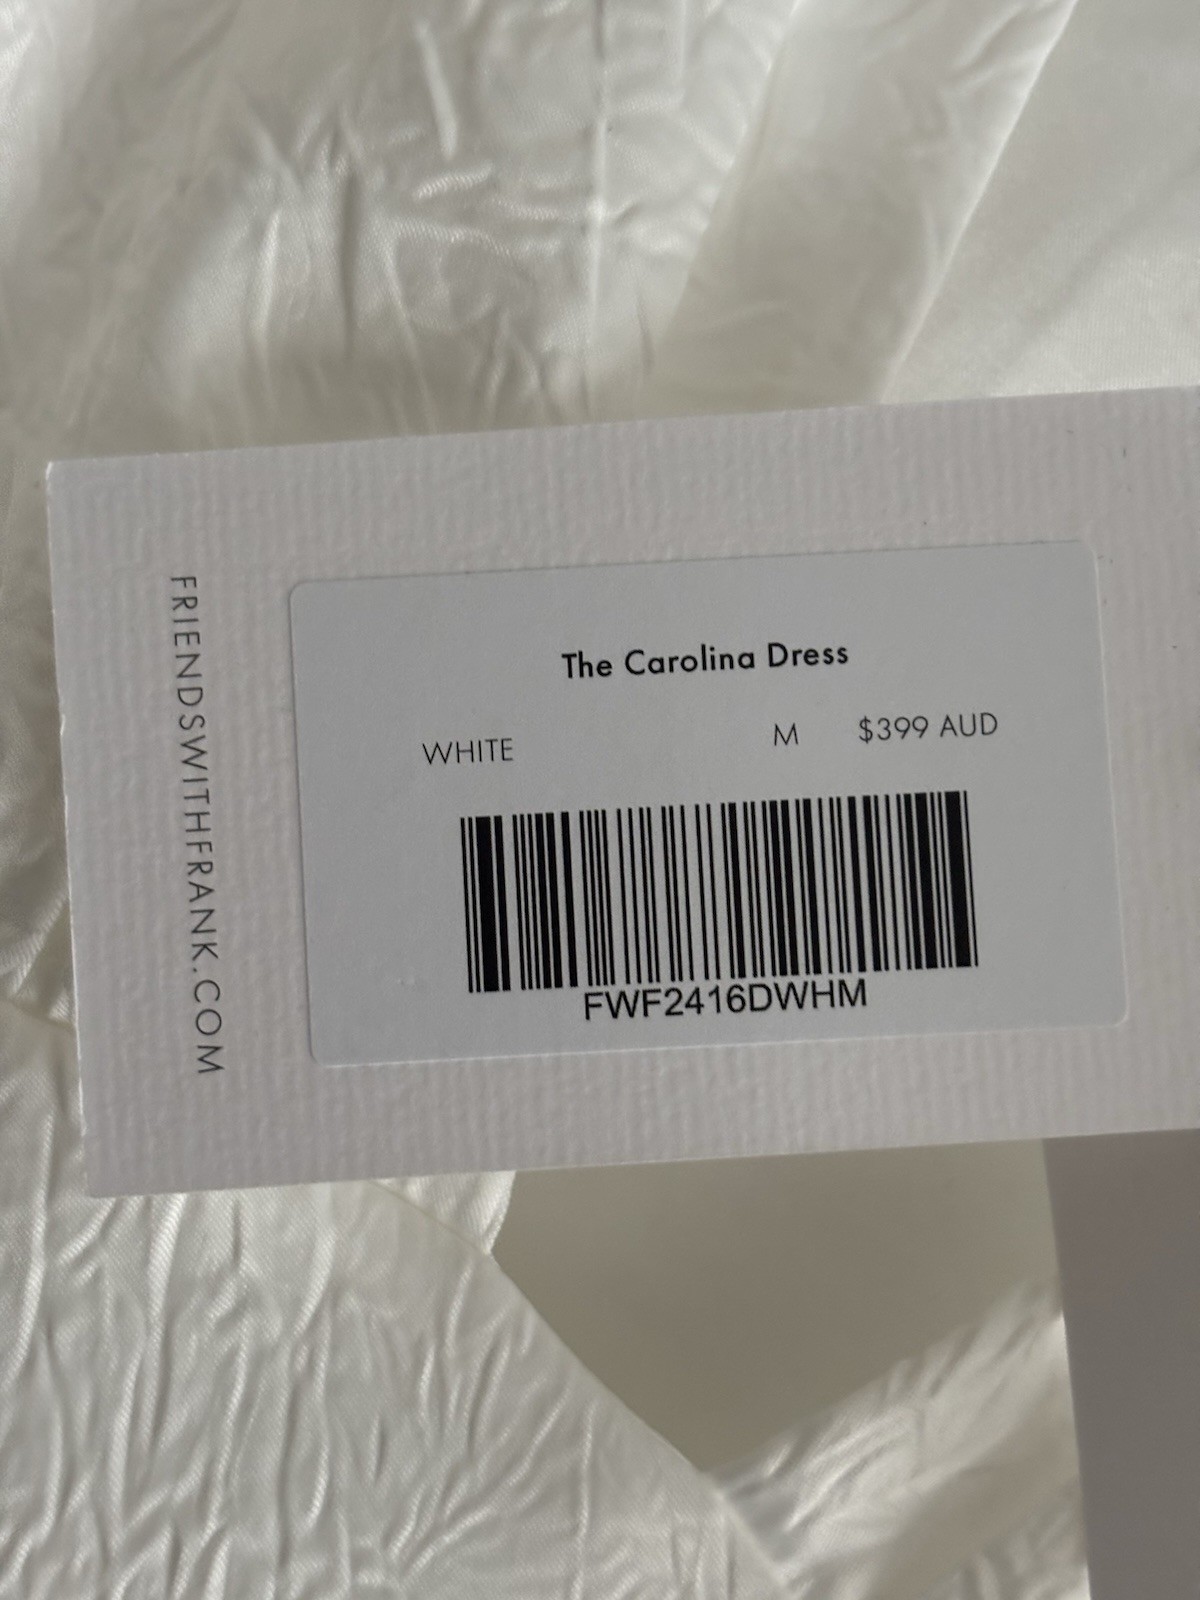 FRIENDSWITHFRANK.COM
The Carolina Dress
WHITE M $399 AUD
FWF2416DWHM